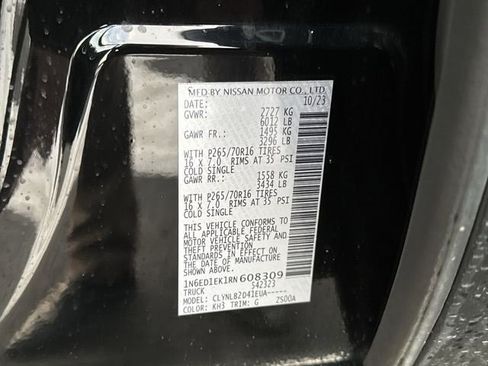 MFD BY NISSAN MOTOR CO., LTD.
DATE: 10/23
GVWR: 2727 KG
6012 LB
GAWR FR: 1495 KG
3296 LB
WITH P265/70R16 TIRES
16 X 7.0 RIMS AT 35 PSI
COLD SINGLE
GAWR RR: 1558 KG
3434 LB
WITH P265/70R16 TIRES
16 X 7.0 RIMS AT 35 PSI
COLD SINGLE
THIS VEHICLE CONFORMS TO
ALL APPLICABLE FEDERAL
MOTOR VEHICLE SAFETY AND
THEFT PREVENTION
STANDARDS IN EFFECT ON
THE DATE OF MANUFACTURE
SHOWN ABOVE.
1N6ED1EK1RN608309
TRUCK 542323
MODEL: CLYNLB2D41EUA-----
COLOR: KH3 TRIM: G ZS00A